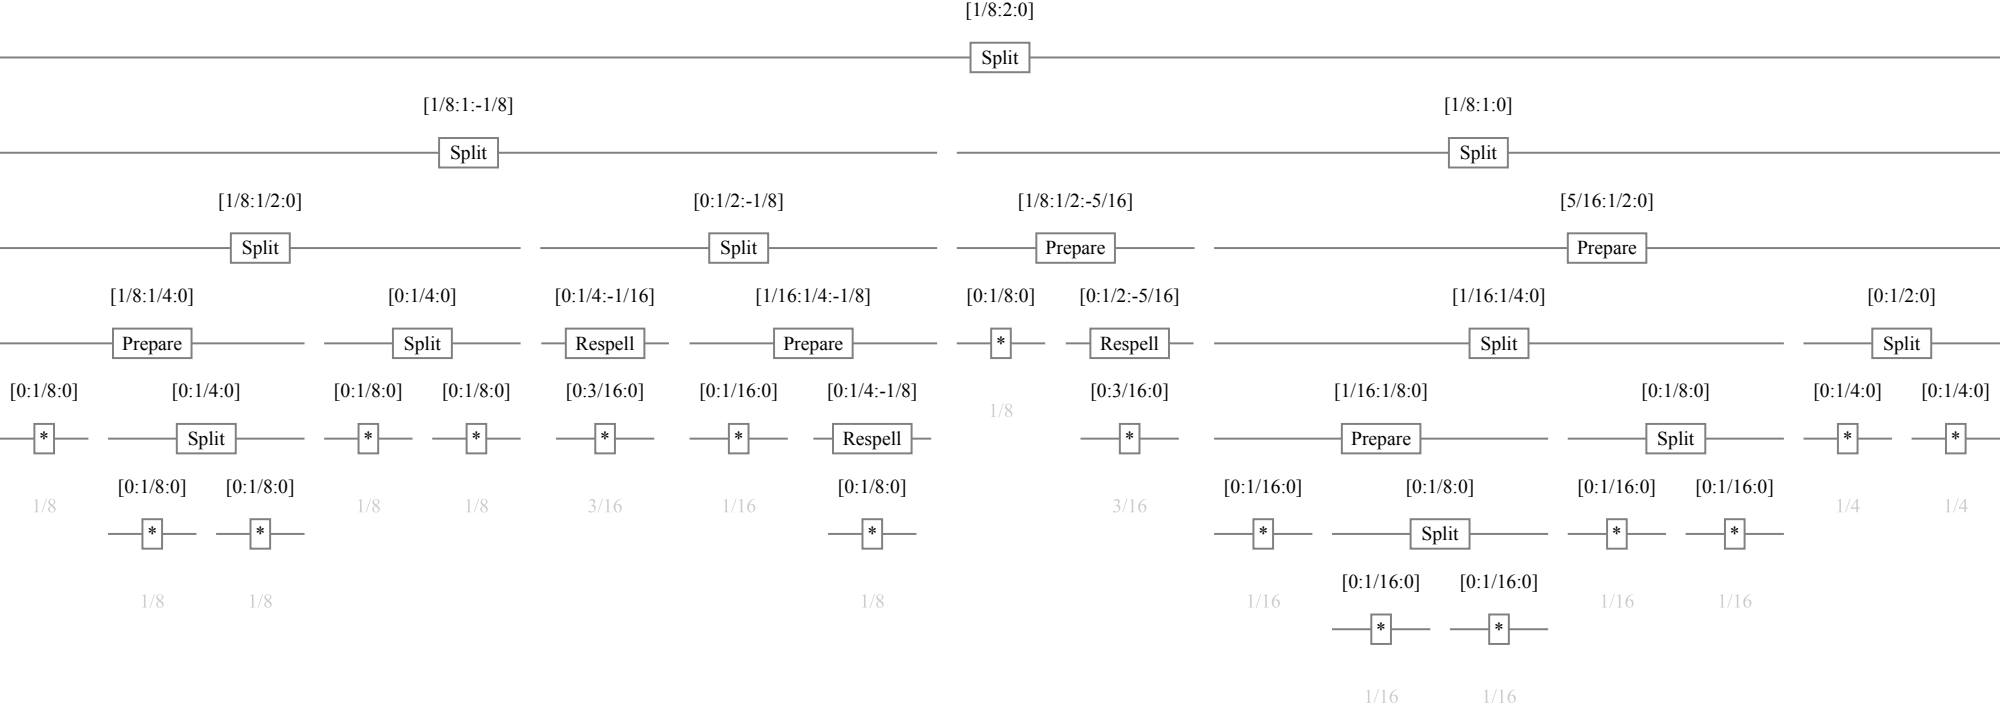 [1/8:2:0]
Split
[1/8:1:-1/8] [1/8:1:0]
Split Split
[1/8:1/2:0] [0:1/2:-1/8] [1/8:1/2:-5/16] [5/16:1/2:0]
Split Split Prepare Prepare
[1/8:1/4:0] [0:1/4:0] [0:1/4:-1/16] [1/16:1/4:-1/8] [0:1/8:0] [0:1/2:-5/16] [1/16:1/4:0] [0:1/2:0]
Prepare Split Respell Prepare * Respell Split Split
[0:1/8:0] [0:1/4:0] [0:1/8:0] [0:1/8:0] [0:3/16:0] [0:1/16:0] [0:1/4:-1/8] 1/8 [0:3/16:0] [1/16:1/8:0] [0:1/8:0] [0:1/4:0] [0:1/4:0]
* Split * * * * Respell * Prepare Split * *
1/8 [0:1/8:0] [0:1/8:0] 1/8 1/8 3/16 1/16 [0:1/8:0] 3/16 [0:1/16:0] [0:1/8:0] [0:1/16:0] [0:1/16:0] 1/4 1/4
* * * * Split * *
1/8 1/8 1/8 1/16 [0:1/16:0] [0:1/16:0] 1/16 1/16
* *
1/16 1/16